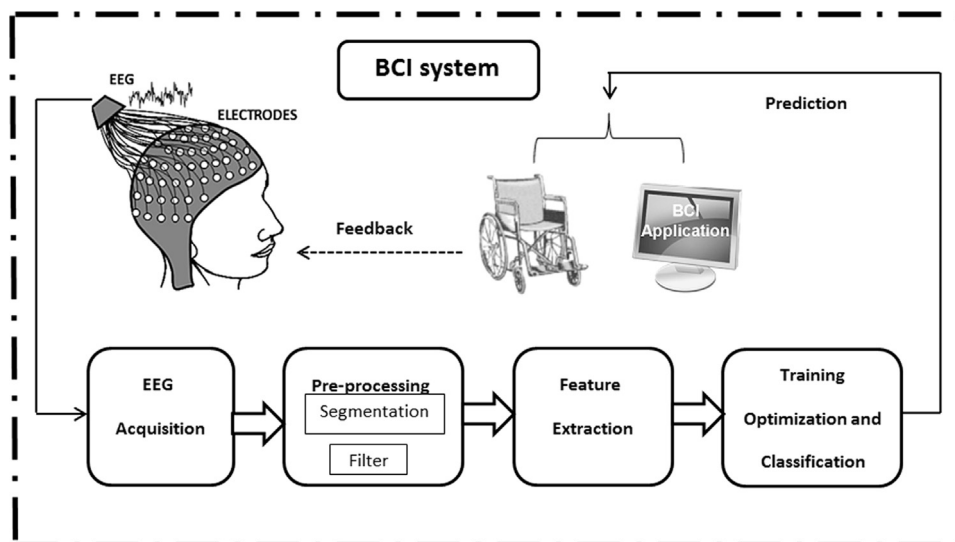 BCI system
EEG
ELECTRODES
Prediction
BCI
Application
Feedback
EEG
Acquisition
Pre-processing
Segmentation
Filter
Feature
Extraction
Training
Optimization and
Classification